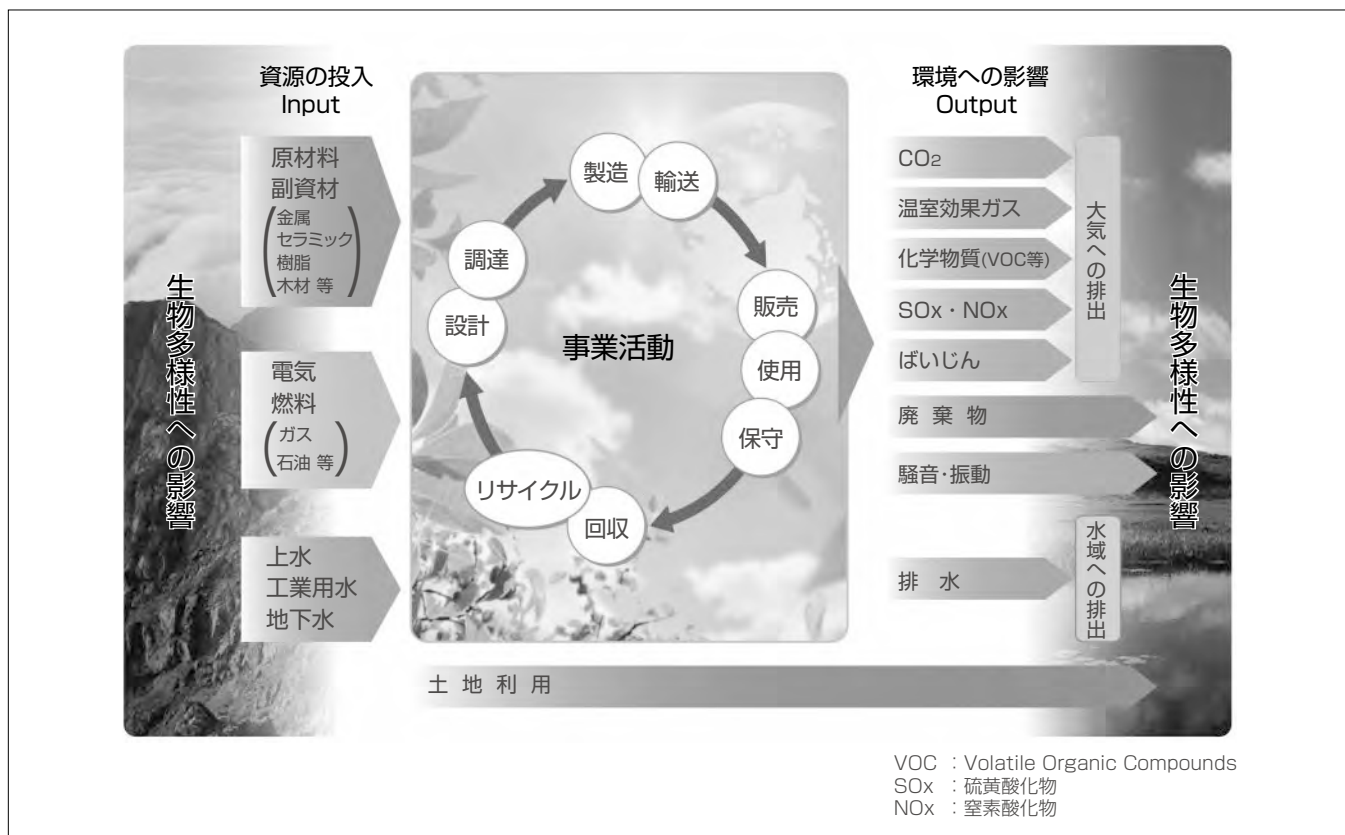 生物多様性への影響
資源の投入
Input
原材料
副資材
(金属
セラミック
樹脂
木材 等)
電気
燃料
(ガス
石油 等)
上水
工業用水
地下水
事業活動
設計
調達
製造
輸送
販売
使用
保守
回収
リサイクル
環境への影響
Output
CO2
温室効果ガス
化学物質(VOC等)
SOx・NOx
ばいじん
大気への排出
廃 棄 物
騒音・振動
排 水
水域への排出
土 地 利 用
生物多様性への影響
VOC : Volatile Organic Compounds
SOx : 硫黄酸化物
NOx : 窒素酸化物